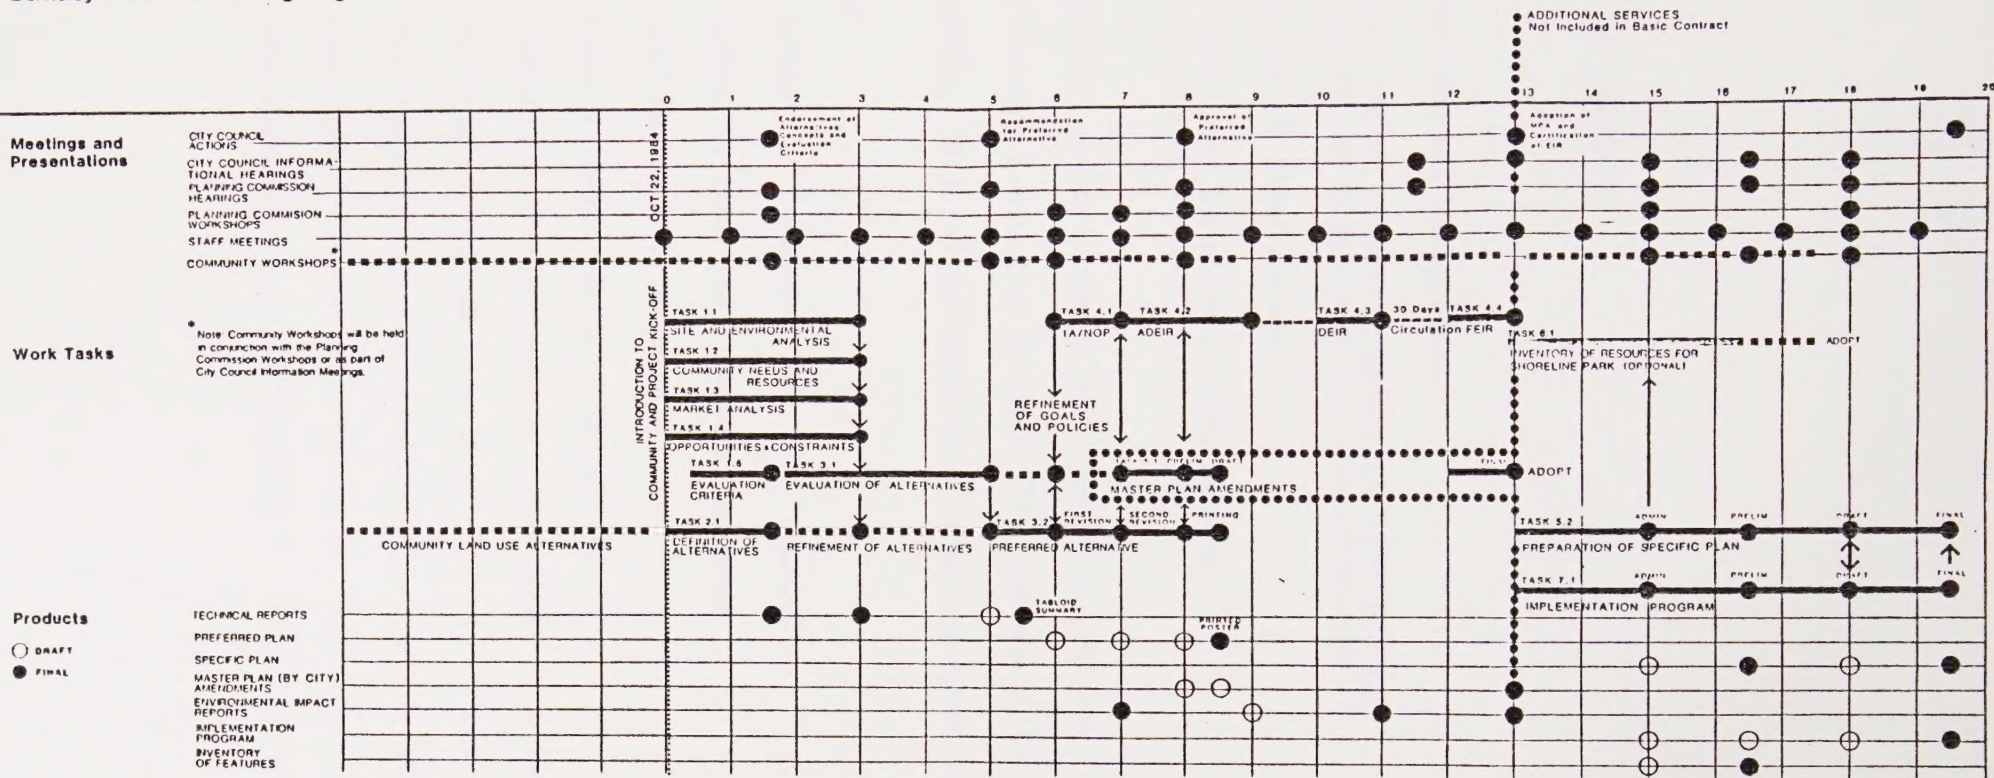 ADDITIONAL SERVICES
Not Included in Basic Contract
0 1 2 3 4 5 6 7 8 9 10 11 12 13 14 15 16 17 18 19 20
Meetings and
Presentations
CITY COUNCIL
ACTIONS
Endorsement of
Alternatives
Concepts and
Evaluation
Criteria
Recommendation
for Preferred
Alternative
Approval of
Preferred
Alternative
Adoption of
MPA and
Certification
of EIR
CITY COUNCIL INFORMA-
TIONAL HEARINGS
PLANNING COMMISSION
HEARINGS
PLANNING COMMISION
WORKSHOPS
STAFF MEETINGS
COMMUNITY WORKSHOPS *
OCT 22, 1984
INTRODUCTION TO
COMMUNITY AND PROJECT KICK-OFF
Work Tasks
* Note: Community Workshops will be held
in conjunction with the Planning
Commission Workshops or as part of
City Council Information Meetings.
TASK 1.1
SITE AND ENVIRONMENTAL
ANALYSIS
TASK 1.2
COMMUNITY NEEDS AND
RESOURCES
TASK 1.3
MARKET ANALYSIS
TASK 1.4
OPPORTUNITIES & CONSTRAINTS
TASK 1.5
EVALUATION
CRITERIA
TASK 3.1
EVALUATION OF ALTERNATIVES
TASK 4.1
IA/NOP
TASK 4.2
ADEIR
TASK 4.3
DEIR
30 Days
Circulation
TASK 4.4
FEIR
TASK 6.1
ADOPT
INVENTORY OF RESOURCES FOR
SHORELINE PARK (OPTIONAL)
REFINEMENT
OF GOALS
AND POLICIES
PRELIM DRAFT
MASTER PLAN AMENDMENTS
FINAL
ADOPT
COMMUNITY LAND USE ALTERNATIVES
TASK 2.1
DEFINITION OF
ALTERNATIVES
REFINEMENT OF ALTERNATIVES
TASK 3.2
PREFERRED ALTERNATIVE
FIRST
REVISION
SECOND
REVISION
PRINTING
TASK 5.2
ADMIN PRELIM DRAFT FINAL
PREPARATION OF SPECIFIC PLAN
TASK 7.1
ADMIN PRELIM DRAFT FINAL
IMPLEMENTATION PROGRAM
Products
DRAFT
FINAL
TECHNICAL REPORTS
TABLOID
SUMMARY
PREFERRED PLAN
PRINTED
POSTER
SPECIFIC PLAN
MASTER PLAN (BY CITY)
AMENDMENTS
ENVIRONMENTAL IMPACT
REPORTS
IMPLEMENTATION
PROGRAM
INVENTORY
OF FEATURES